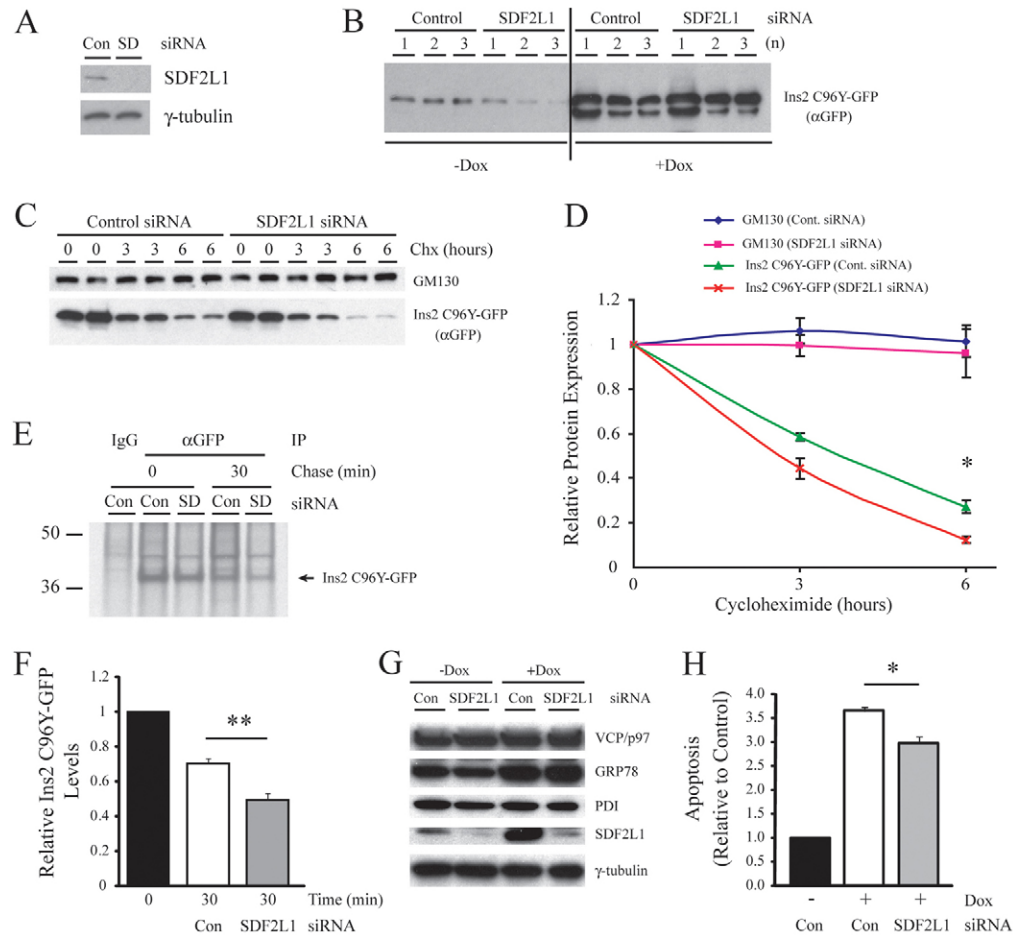 A
Con SD siRNA
SDF2L1
γ-tubulin
B
Control SDF2L1 Control SDF2L1 siRNA
1 2 3 1 2 3 1 2 3 1 2 3 (n)
Ins2 C96Y-GFP
(αGFP)
-Dox +Dox
C
Control siRNA SDF2L1 siRNA
0 0 3 3 6 6 0 0 3 3 6 6 Chx (hours)
GM130
Ins2 C96Y-GFP
(αGFP)
D
GM130 (Cont. siRNA)
GM130 (SDF2L1 siRNA)
Ins2 C96Y-GFP (Cont. siRNA)
Ins2 C96Y-GFP (SDF2L1 siRNA)
Relative Protein Expression
1.2
1
0.8
0.6
0.4
0.2
0
*
0 3 6
Cycloheximide (hours)
E
IgG αGFP IP
0 30 Chase (min)
Con Con SD Con SD siRNA
50
36
Ins2 C96Y-GFP
F
Relative Ins2 C96Y-GFP
Levels
1.2
1
0.8
0.6
0.4
0.2
0
**
0 30 30 Time (min)
Con SDF2L1 siRNA
G
-Dox +Dox
Con SDF2L1 Con SDF2L1 siRNA
VCP/p97
GRP78
PDI
SDF2L1
γ-tubulin
H
Apoptosis
(Relative to Control)
4.0
3.5
3.0
2.5
2.0
1.5
1.0
0.5
0.0
*
- + + Dox
Con Con SDF2L1 siRNA